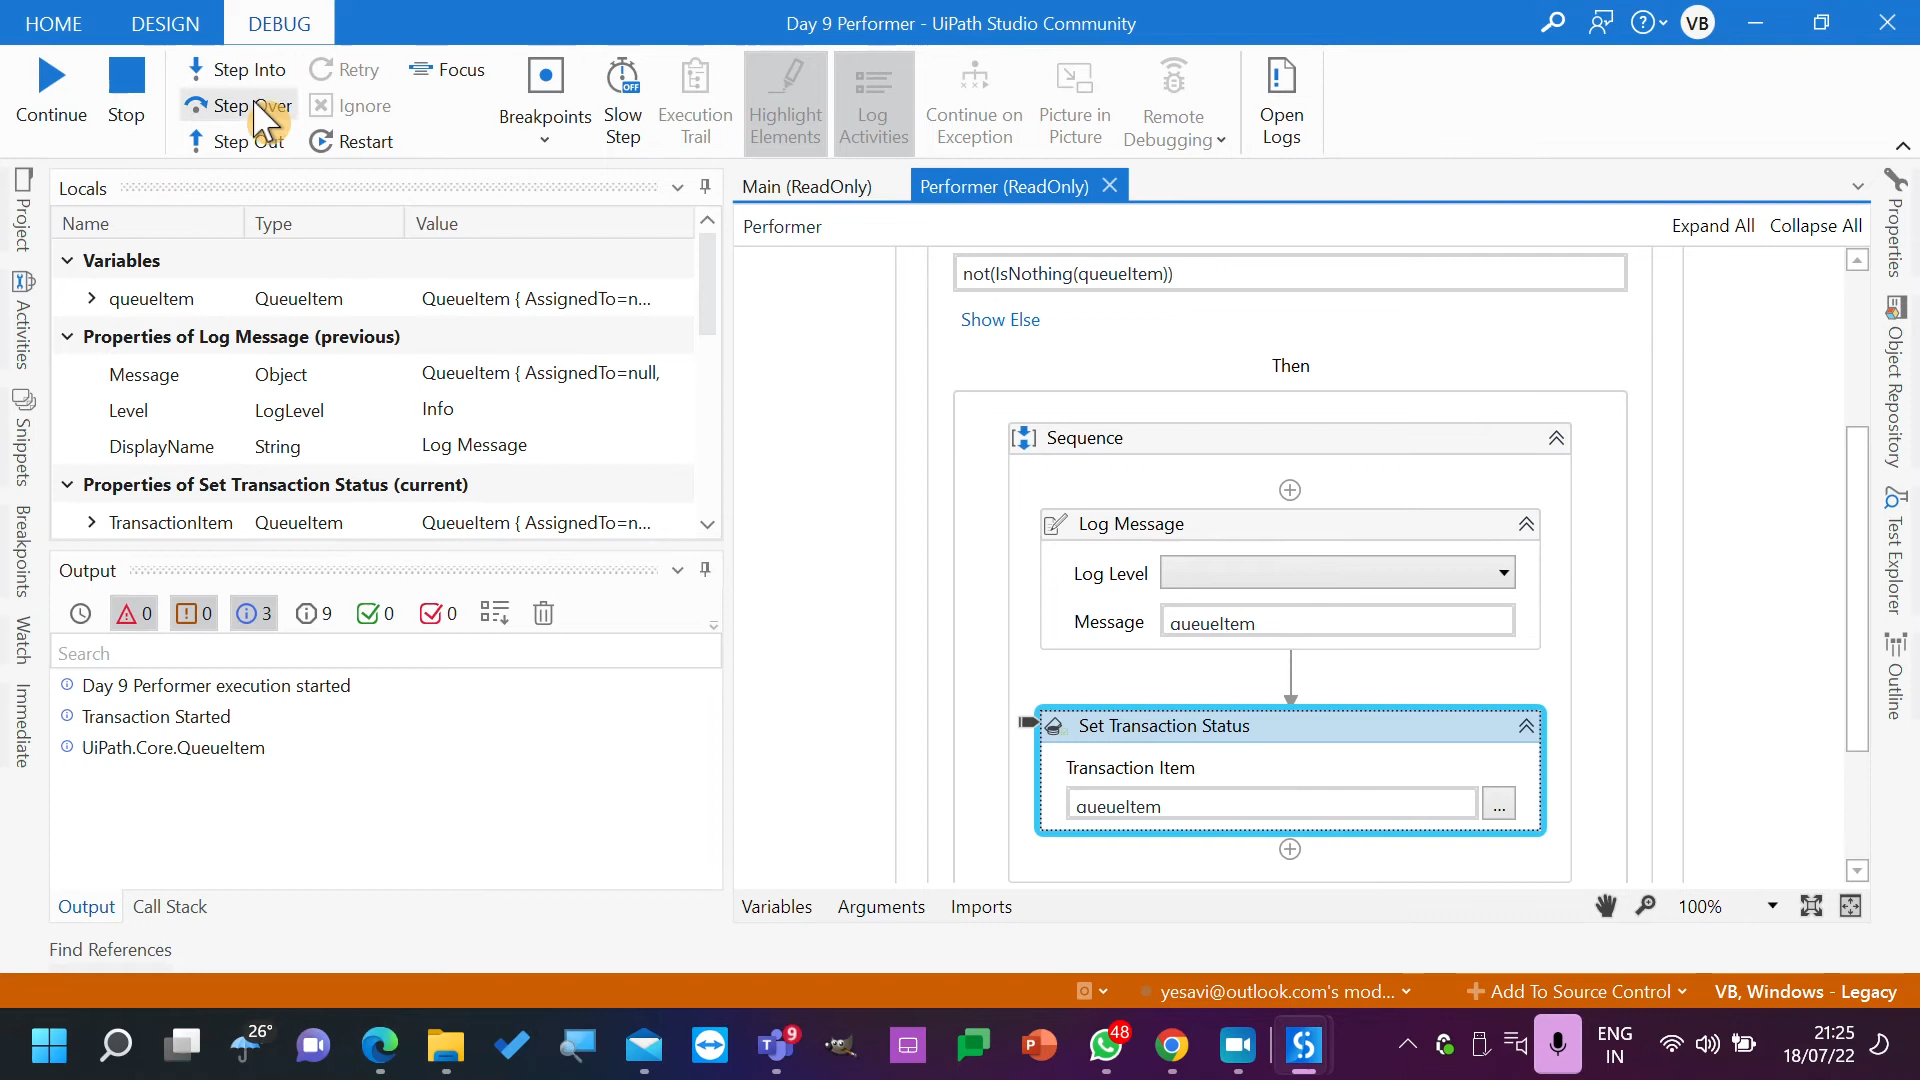 HOME DESIGN DEBUG Day 9 Performer - UiPath Studio Community VB
Continue Stop
Step Into Retry Focus
Step Over Ignore
Step Out Restart
Breakpoints
Slow Step
Execution Trail
Highlight Elements
Log Activities
Continue on Exception
Picture in Picture
Remote Debugging
Open Logs
Project
Activities
Snippets
Breakpoints
Watch
Immediate
Locals
Name Type Value
Variables
queueItem QueueItem QueueItem { AssignedTo=n...
Properties of Log Message (previous)
Message Object QueueItem { AssignedTo=null,
Level LogLevel Info
DisplayName String Log Message
Properties of Set Transaction Status (current)
TransactionItem QueueItem QueueItem { AssignedTo=n...
Output
0 0 3 9 0 0
Search
Day 9 Performer execution started
Transaction Started
UiPath.Core.QueueItem
Output Call Stack
Find References
Main (ReadOnly) Performer (ReadOnly)
Performer Expand All Collapse All
not(IsNothing(queueItem))
Show Else
Then
Sequence
Log Message
Log Level
Message queueItem
Set Transaction Status
Transaction Item
queueItem ...
Variables Arguments Imports 100%
Properties
Object Repository
Test Explorer
Outline
yesavi@outlook.com's mod... Add To Source Control VB, Windows - Legacy
26° 9 48 ENG IN 21:25 18/07/22